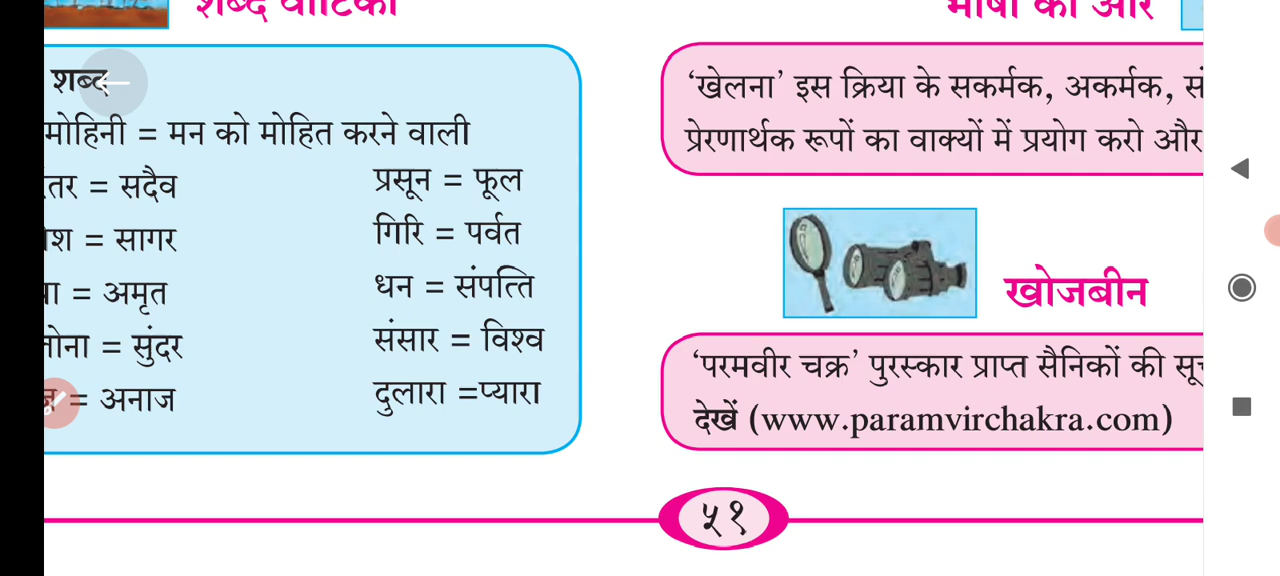 शब्द वाटिका
शब्द
मोहिनी = मन को मोहित करने वाली
= सदैव
= सागर
= अमृत
= सुंदर
= अनाज
प्रसून = फूल
गिरि = पर्वत
धन = संपत्ति
संसार = विश्व
दुलारा =प्यारा
भाषा की ओर
‘खेलना’ इस क्रिया के सकर्मक, अकर्मक,
प्रेरणार्थक रूपों का वाक्यों में प्रयोग करो और
खोजबीन
‘परमवीर चक्र’ पुरस्कार प्राप्त सैनिकों की
देखें (www.paramvirchakra.com)
५१